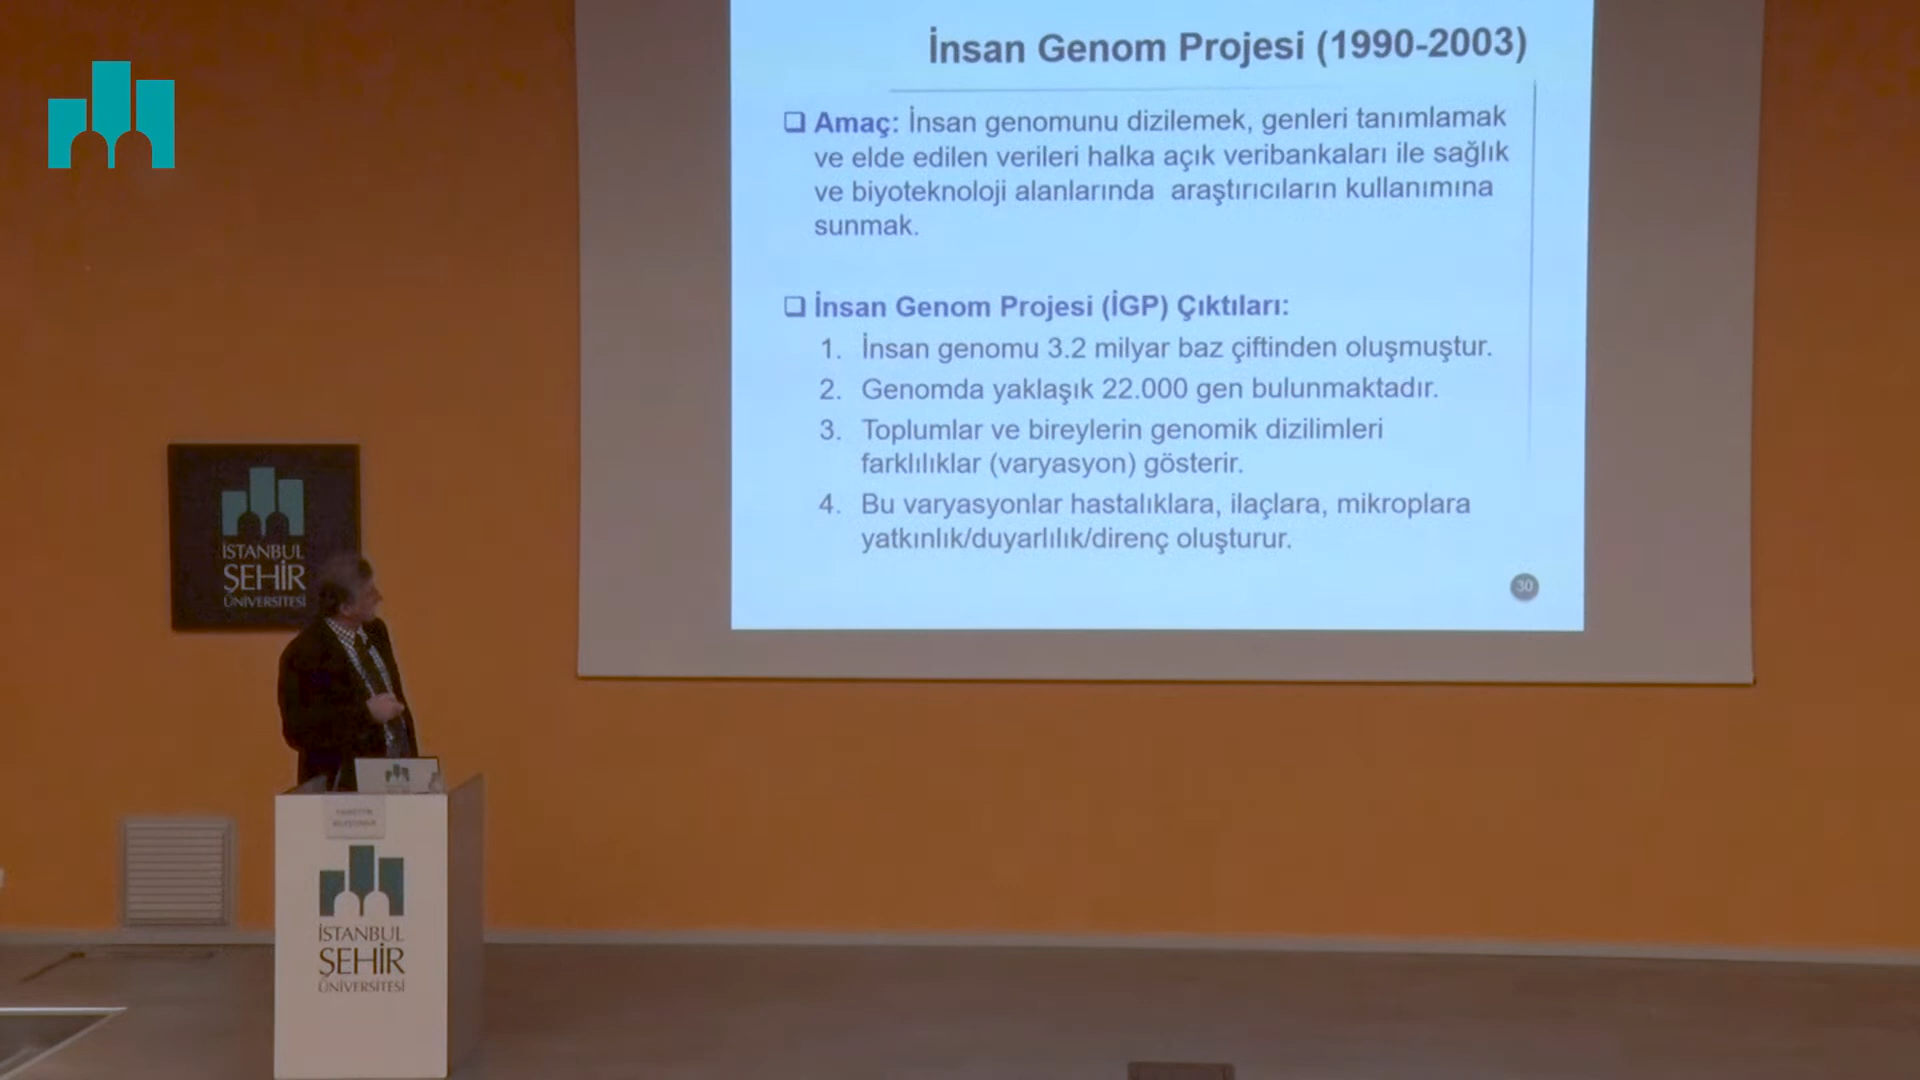 İnsan Genom Projesi (1990-2003)
❑ Amaç: İnsan genomunu dizilemek, genleri tanımlamak
ve elde edilen verileri halka açık veribankaları ile sağlık
ve biyoteknoloji alanlarında araştırıcıların kullanımına
sunmak.
❑ İnsan Genom Projesi (İGP) Çıktıları:
1. İnsan genomu 3.2 milyar baz çiftinden oluşmuştur.
2. Genomda yaklaşık 22.000 gen bulunmaktadır.
3. Toplumlar ve bireylerin genomik dizilimleri
farklılıklar (varyasyon) gösterir.
4. Bu varyasyonlar hastalıklara, ilaçlara, mikroplara
yatkınlık/duyarlılık/direnç oluşturur.
30
İSTANBUL
ŞEHİR
ÜNİVERSİTESİ
İSTANBUL
ŞEHİR
ÜNİVERSİTESİ